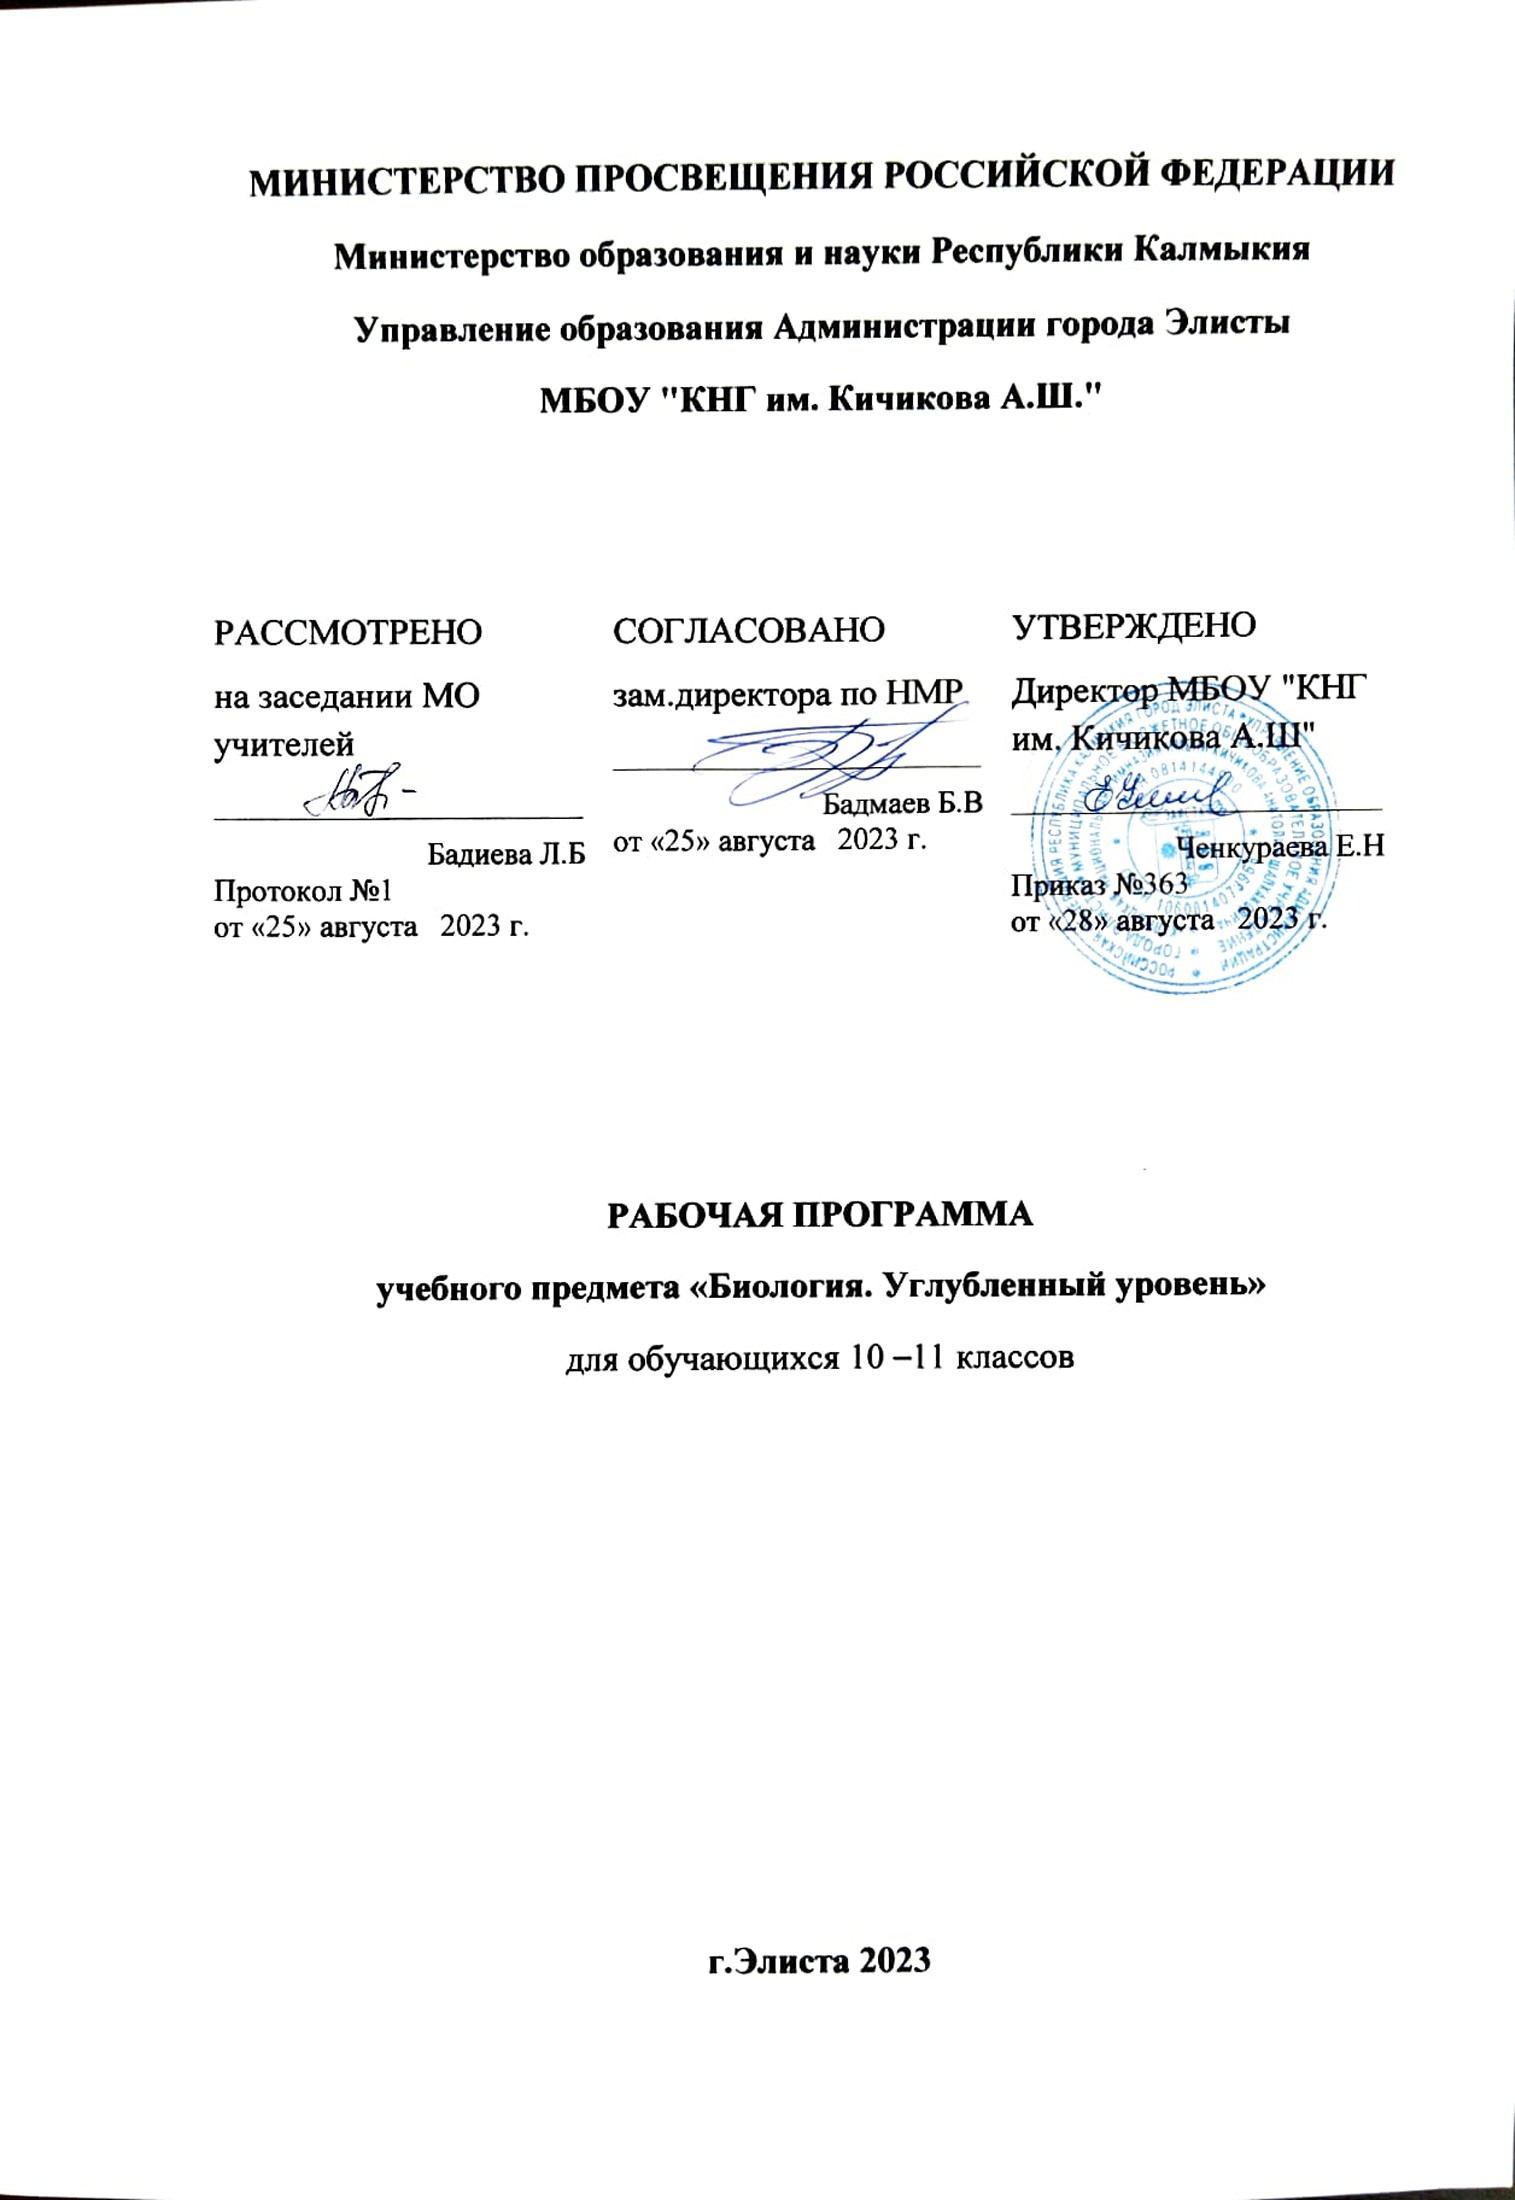 МИНИСТЕРСТВО ПРОСВЕЩЕНИЯ РОССИЙСКОЙ ФЕДЕРАЦИИ
Министерство образования и науки Республики Калмыкия
Управление образования Администрации города Элисты
МБОУ "КНГ им. Кичикова А.Ш."
РАССМОТРЕНО
на заседании МО
учителей
Бадиева Л.Б
Протокол №1
от «25» августа 2023 г.
СОГЛАСОВАНО
зам.директора по НМР
Бадмаев Б.В
от «25» августа 2023 г.
УТВЕРЖДЕНО
Директор МБОУ "КНГ
им. Кичикова А.Ш"
Ченкураева Е.Н
Приказ №363
от «28» августа 2023 г.
РАБОЧАЯ ПРОГРАММА
учебного предмета «Биология. Углубленный уровень»
для обучающихся 10 –11 классов
г.Элиста 2023